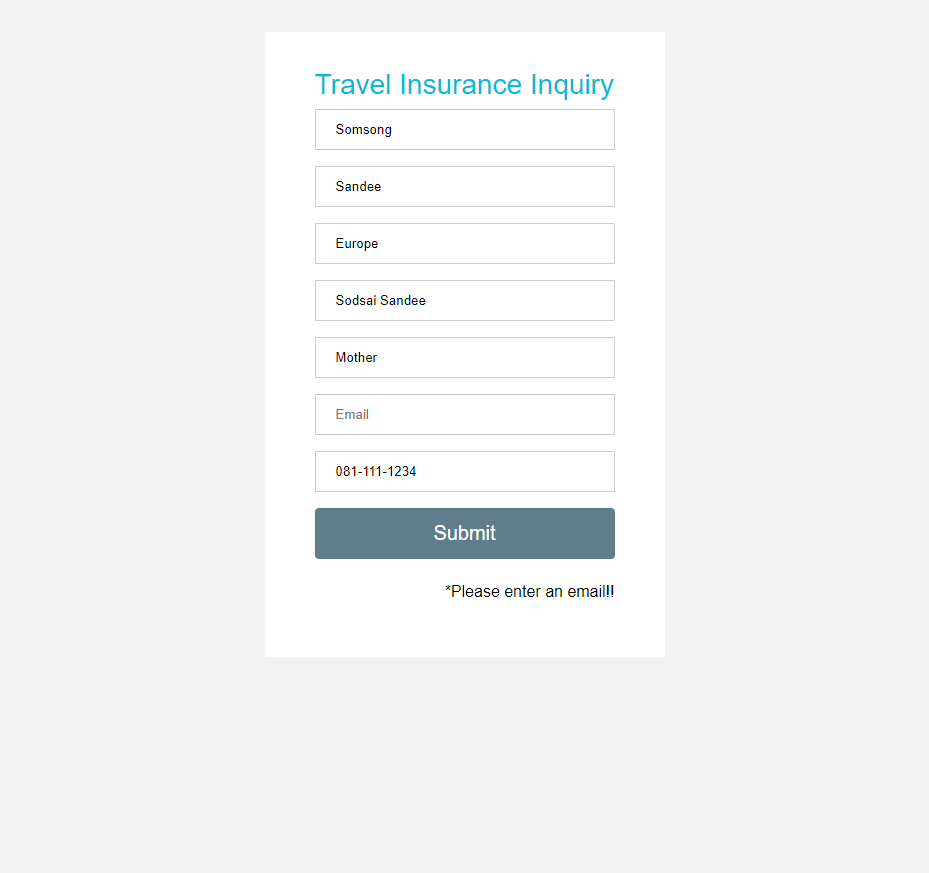 Travel Insurance Inquiry
Somsong
Sandee
Europe
Sodsai Sandee
Mother
Email
081-111-1234
Submit
*Please enter an email!!